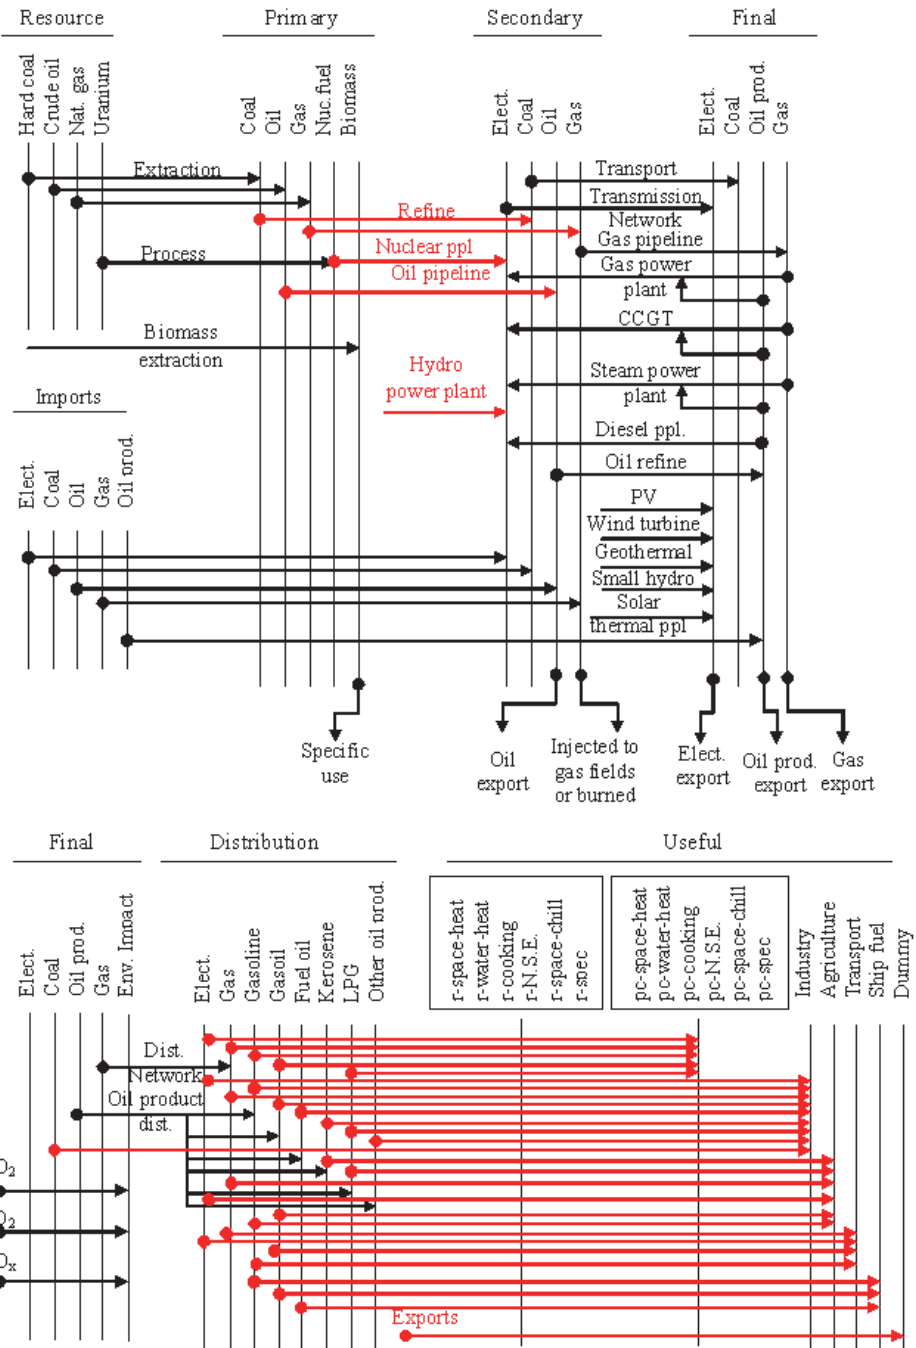 Resource Primary Secondary Final
Hard coal
Crude oil
Nat. gas
Uranium
Coal
Oil
Gas
Nuc.fuel
Biomass
Elect.
Coal
Oil
Gas
Elect.
Coal
Oil prod.
Gas
Extraction
Process
Biomass
extraction
Refine
Nuclear ppl
Oil pipeline
Hydro
power plant
Transport
Transmission
Network
Gas pipeline
Gas power
plant
CCGT
Steam power
plant
Diesel ppl.
Oil refine
PV
Wind turbine
Geothermal
Small hydro
Solar
thermal ppl
Imports
Elect.
Coal
Oil
Gas
Oil prod.
Specific
use
Oil
export
Injected to
gas fields
or burned
Elect.
export
Oil prod.
export
Gas
export
Final Distribution Useful
Elect.
Coal
Oil prod.
Gas
Env. Impact
Elect.
Gas
Gasoline
Gasoil
Fuel oil
Kerosene
LPG
Other oil prod.
r-space-heat
r-water-heat
r-cooking
r-N.S.E.
r-space-chill
r-spec
pc-space-heat
pc-water-heat
pc-cooking
pc-N.S.E.
pc-space-chill
pc-spec
Industry
Agriculture
Transport
Ship fuel
Dummy
Dist.
Network
Oil product
dist.
O2
O2
Ox
Exports